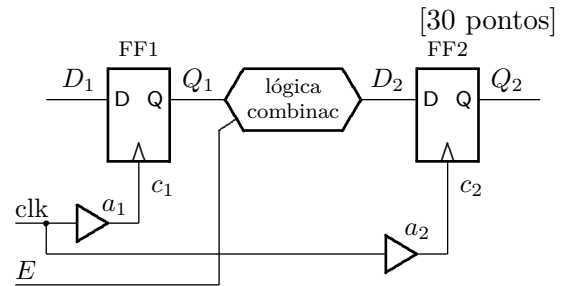 [30 pontos]
FF1 FF2
D₁ Q₁ D₂ Q₂
D Q lógica D Q
combinac
c₁ c₂
clk a₁
a₂
E